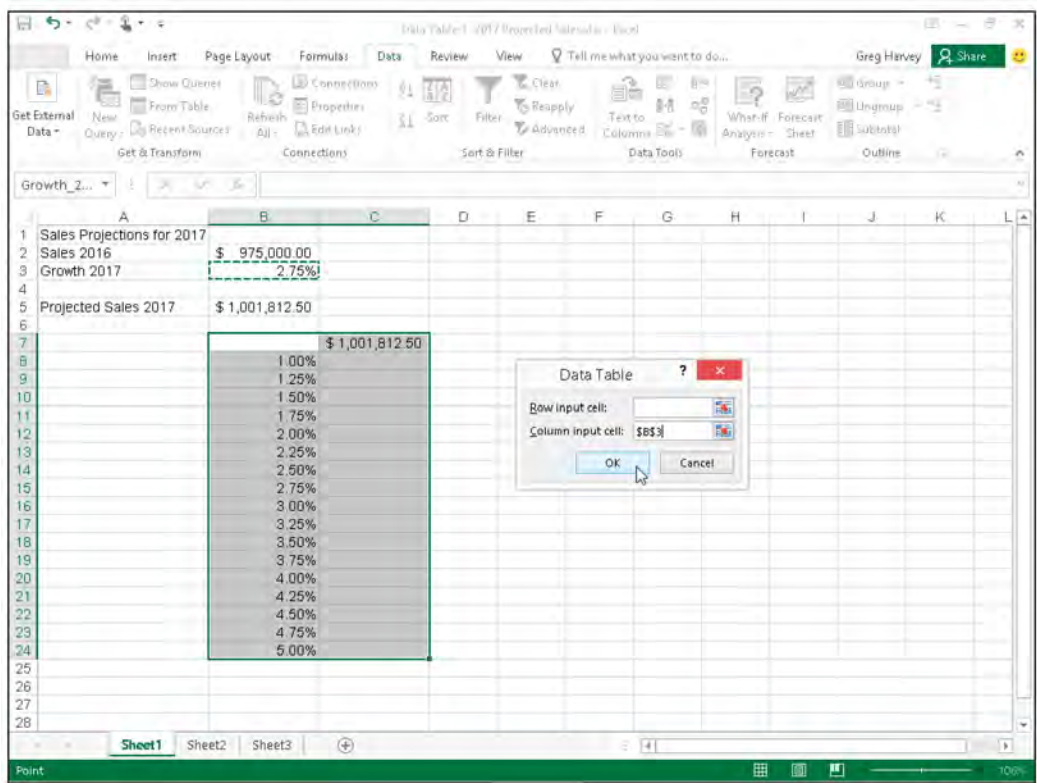 Data Table1 - 2017 Projected Sales.xlsx - Excel
Home Insert Page Layout Formulas Data Review View Tell me what you want to do... Greg Harvey Share
Get External Data
New Query
Show Queries
From Table
Recent Sources
Get & Transform
Refresh All
Connections
Properties
Edit Links
Connections
Sort
Filter
Clear
Reapply
Advanced
Sort & Filter
Text to Columns
Data Tools
What-If Analysis
Forecast Sheet
Forecast
Group
Ungroup
Subtotal
Outline
Growth_2...
A B C D E F G H I J K L
1 Sales Projections for 2017
2 Sales 2016 $ 975,000.00
3 Growth 2017 2.75%
4
5 Projected Sales 2017 $ 1,001,812.50
6
7 $ 1,001,812.50
8 1.00%
9 1.25%
10 1.50%
11 1.75%
12 2.00%
13 2.25%
14 2.50%
15 2.75%
16 3.00%
17 3.25%
18 3.50%
19 3.75%
20 4.00%
21 4.25%
22 4.50%
23 4.75%
24 5.00%
25
26
27
28
Data Table ?
Row input cell:
Column input cell: $B$3
OK Cancel
Sheet1 Sheet2 Sheet3
Point 106%